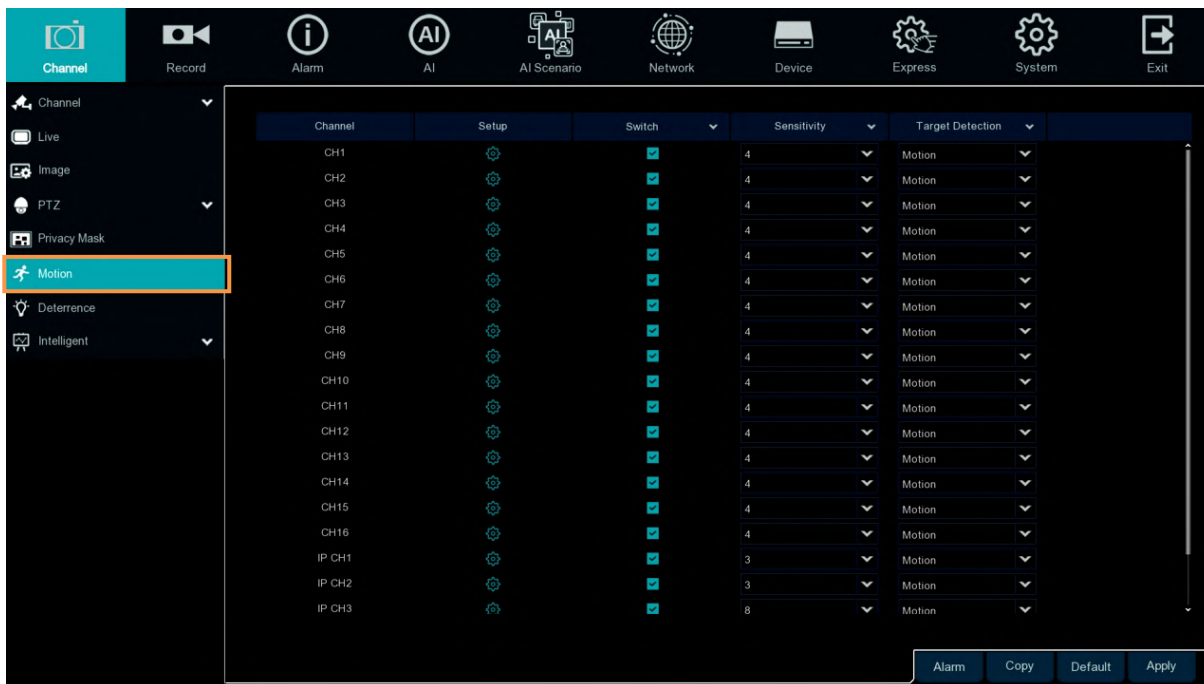 Channel Record Alarm AI AI Scenario Network Device Express System Exit
Channel
Live
Image
PTZ
Privacy Mask
Motion
Deterrence
Intelligent
Channel Setup Switch Sensitivity Target Detection
CH1 4 Motion
CH2 4 Motion
CH3 4 Motion
CH4 4 Motion
CH5 4 Motion
CH6 4 Motion
CH7 4 Motion
CH8 4 Motion
CH9 4 Motion
CH10 4 Motion
CH11 4 Motion
CH12 4 Motion
CH13 4 Motion
CH14 4 Motion
CH15 4 Motion
CH16 4 Motion
IP CH1 3 Motion
IP CH2 3 Motion
IP CH3 8 Motion
Alarm Copy Default Apply